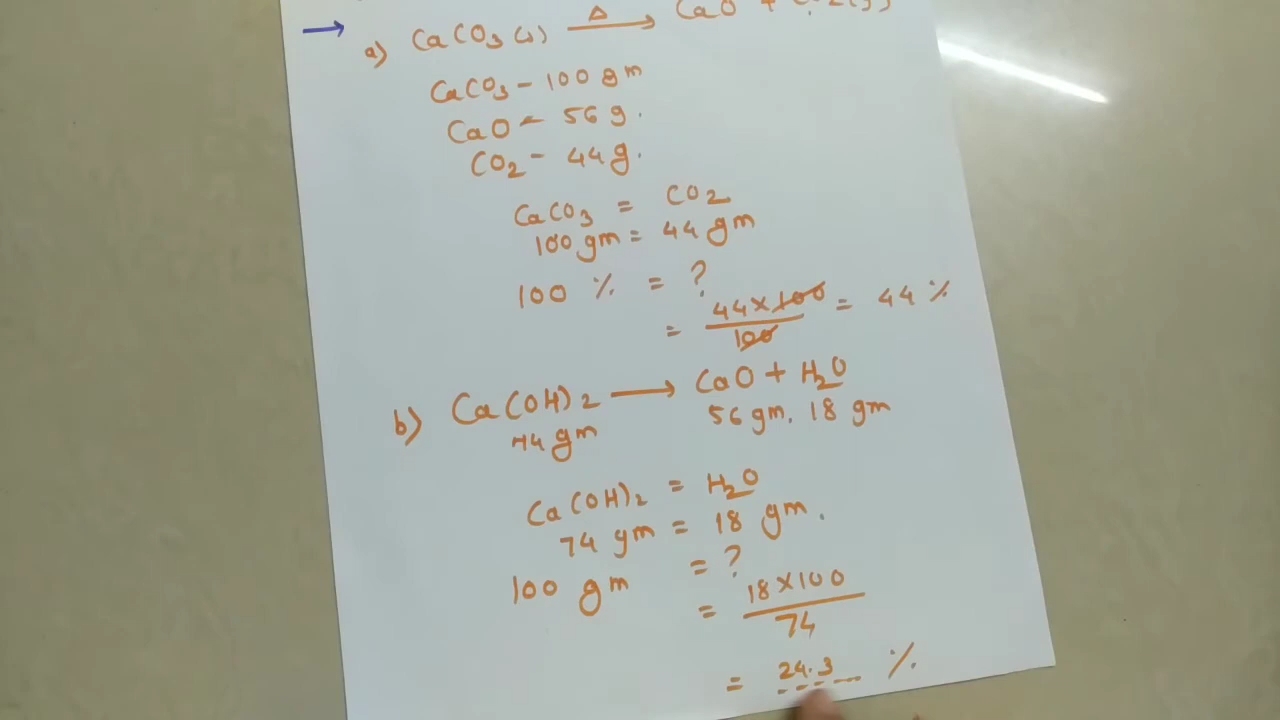 →
a) CaCO3 (s) —Δ→ CaO + CO2(g)
CaCO3 - 100 gm
CaO - 56 g.
CO2 - 44 g.
CaCO3 = CO2
100 gm = 44 gm
100 % = ?
= 44×100 / 100 = 44 %
b) Ca(OH)2 → CaO + H2O
74 gm 56 gm. 18 gm
Ca(OH)2 = H2O
74 gm = 18 gm.
100 gm = ?
= 18×100 / 74
= 24.3 %